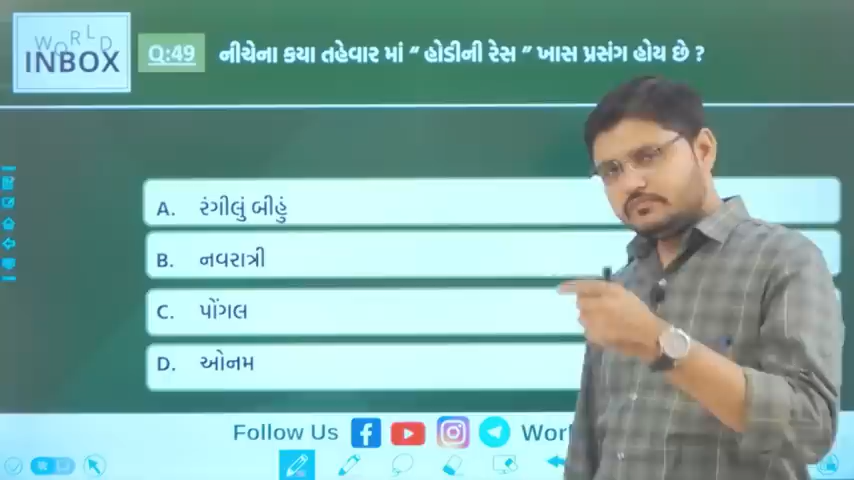 WORLD
INBOX
Q:49 નીચેના કયા તહેવાર માં “ હોડીની રેસ ” ખાસ પ્રસંગ હોય છે ?
A. રંગીલું બીહું
B. નવરાત્રી
C. પોંગલ
D. ઓનમ
Follow Us